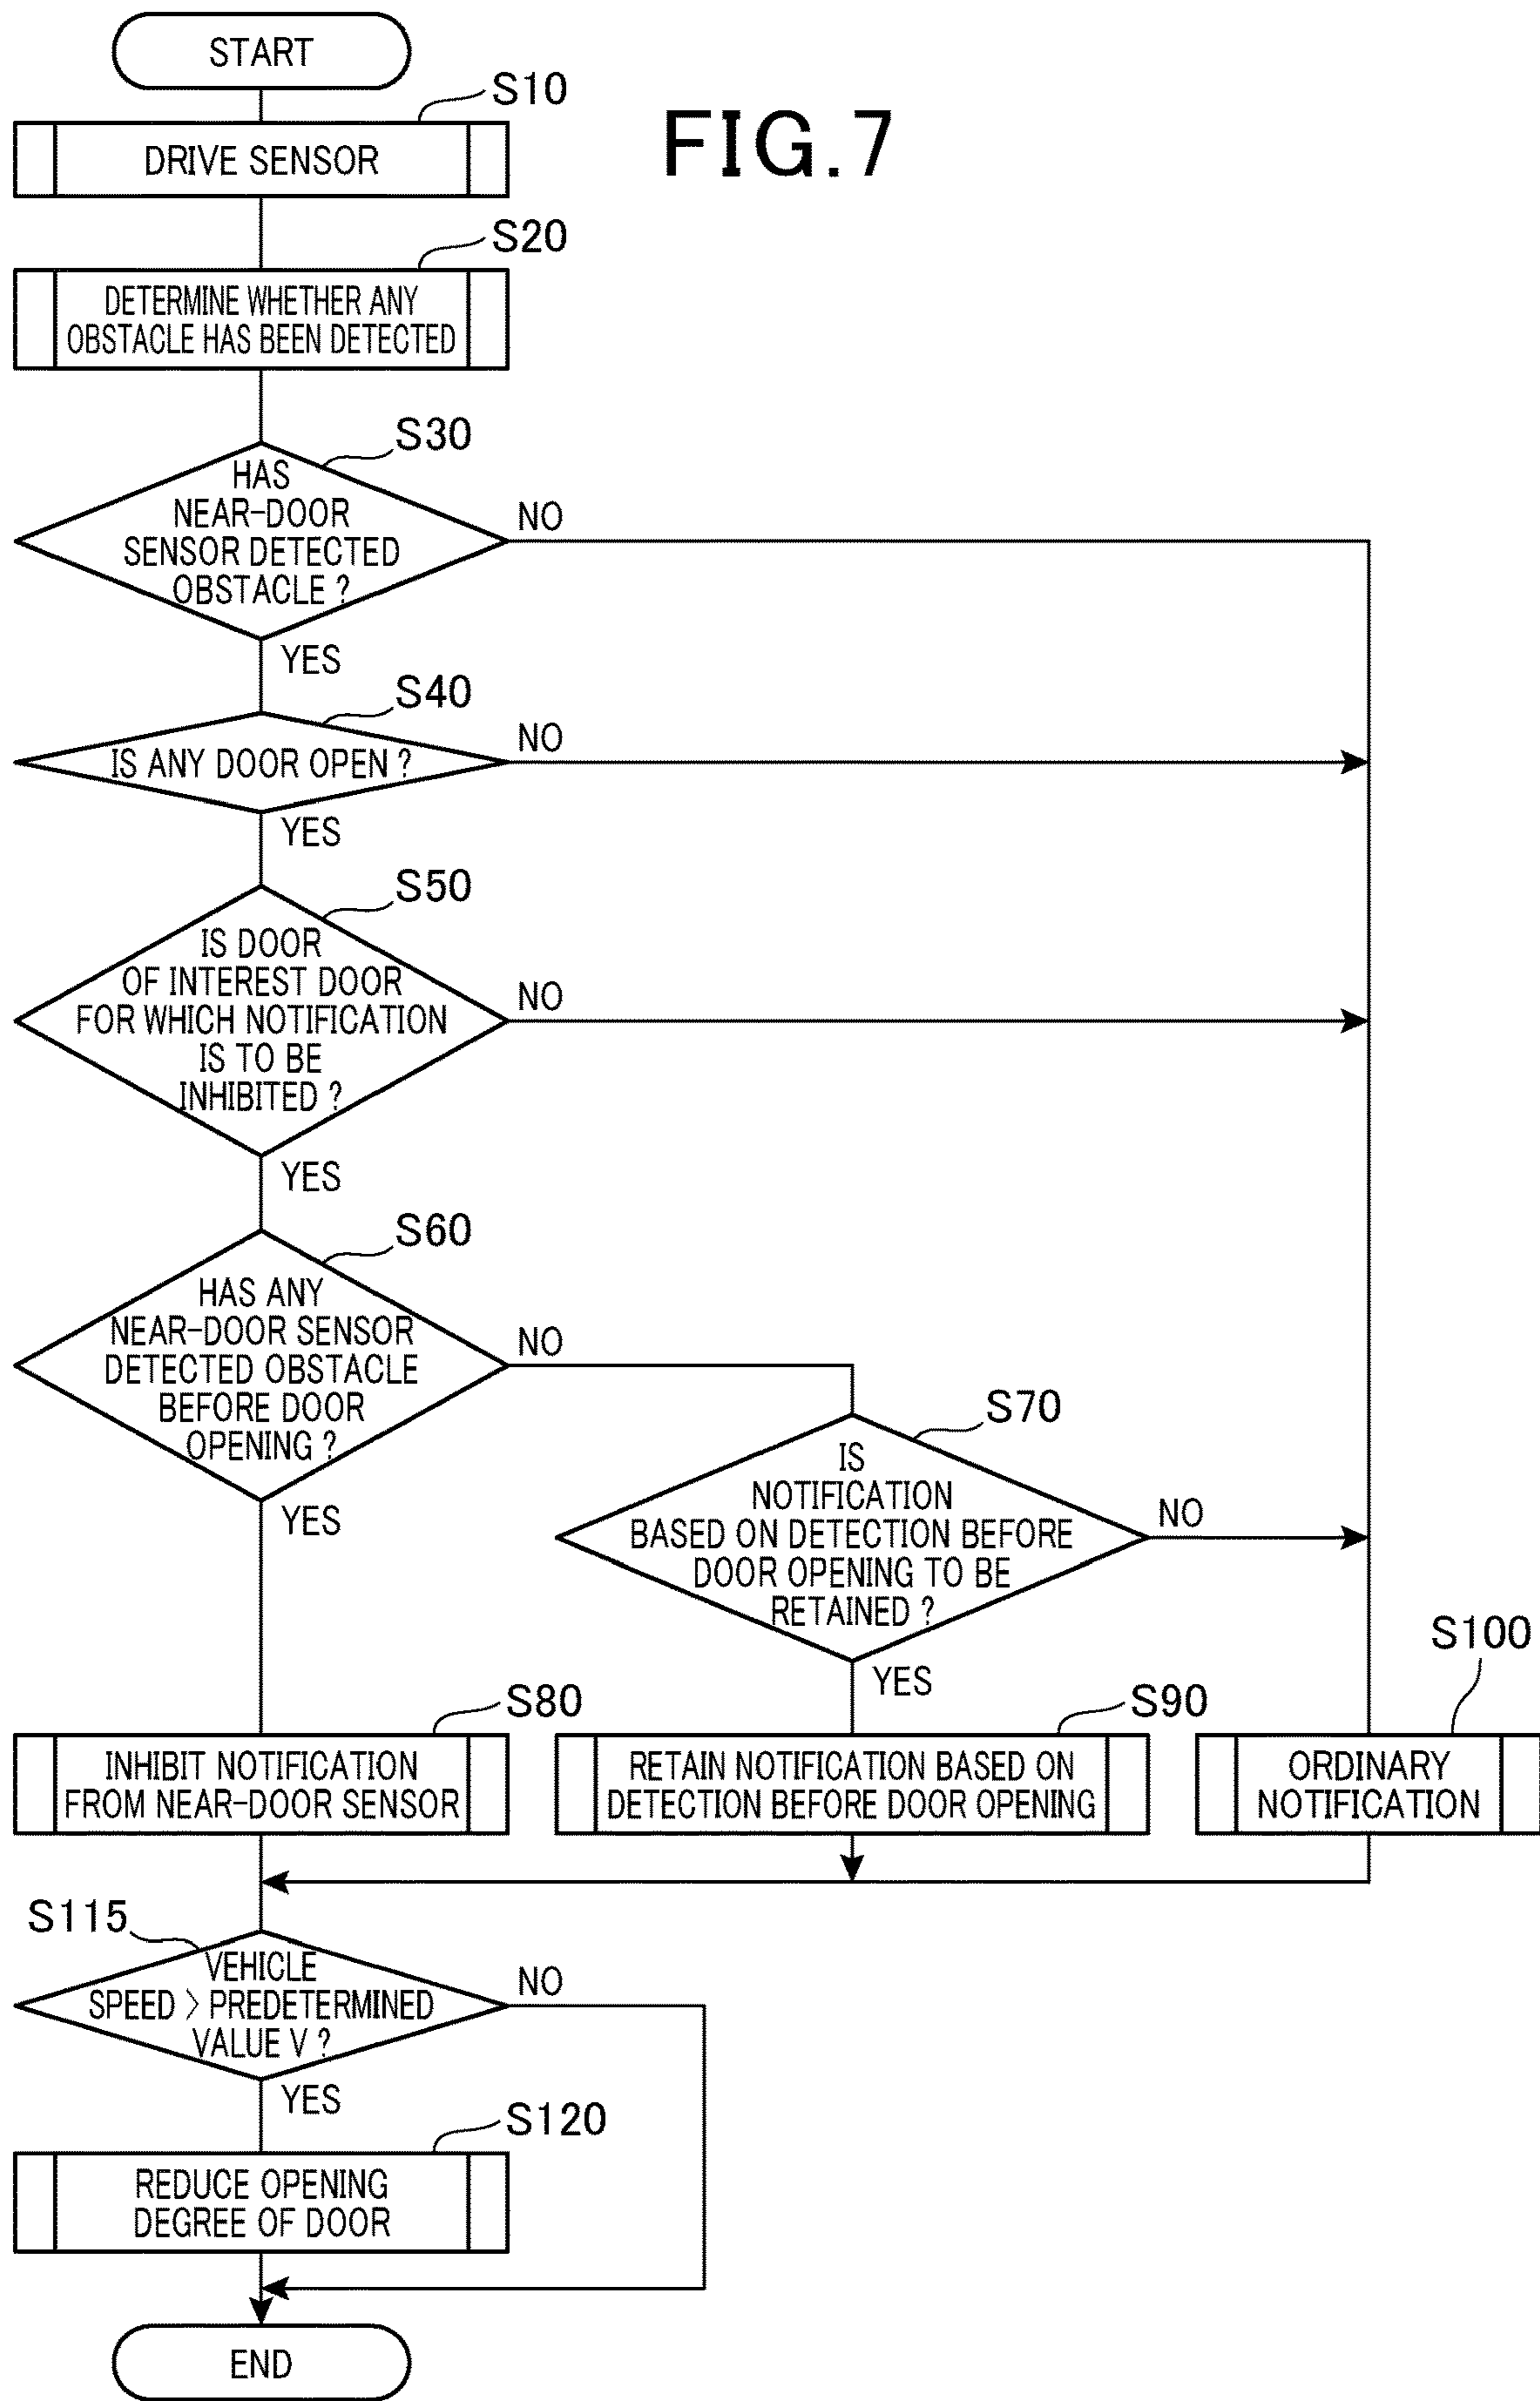 START
S10
FIG.7
DRIVE SENSOR
S20
DETERMINE WHETHER ANY
OBSTACLE HAS BEEN DETECTED
S30
HAS
NEAR-DOOR
SENSOR DETECTED
OBSTACLE ?
NO
YES
S40
IS ANY DOOR OPEN ?
NO
YES
S50
IS DOOR
OF INTEREST DOOR
FOR WHICH NOTIFICATION
IS TO BE
INHIBITED ?
NO
YES
S60
HAS ANY
NEAR-DOOR SENSOR
DETECTED OBSTACLE
BEFORE DOOR
OPENING ?
NO
YES
S70
IS
NOTIFICATION
BASED ON DETECTION BEFORE
DOOR OPENING TO BE
RETAINED ?
NO
YES
S80
INHIBIT NOTIFICATION
FROM NEAR-DOOR SENSOR
S90
RETAIN NOTIFICATION BASED ON
DETECTION BEFORE DOOR OPENING
S100
ORDINARY
NOTIFICATION
S115
VEHICLE
SPEED > PREDETERMINED
VALUE V ?
NO
YES
S120
REDUCE OPENING
DEGREE OF DOOR
END